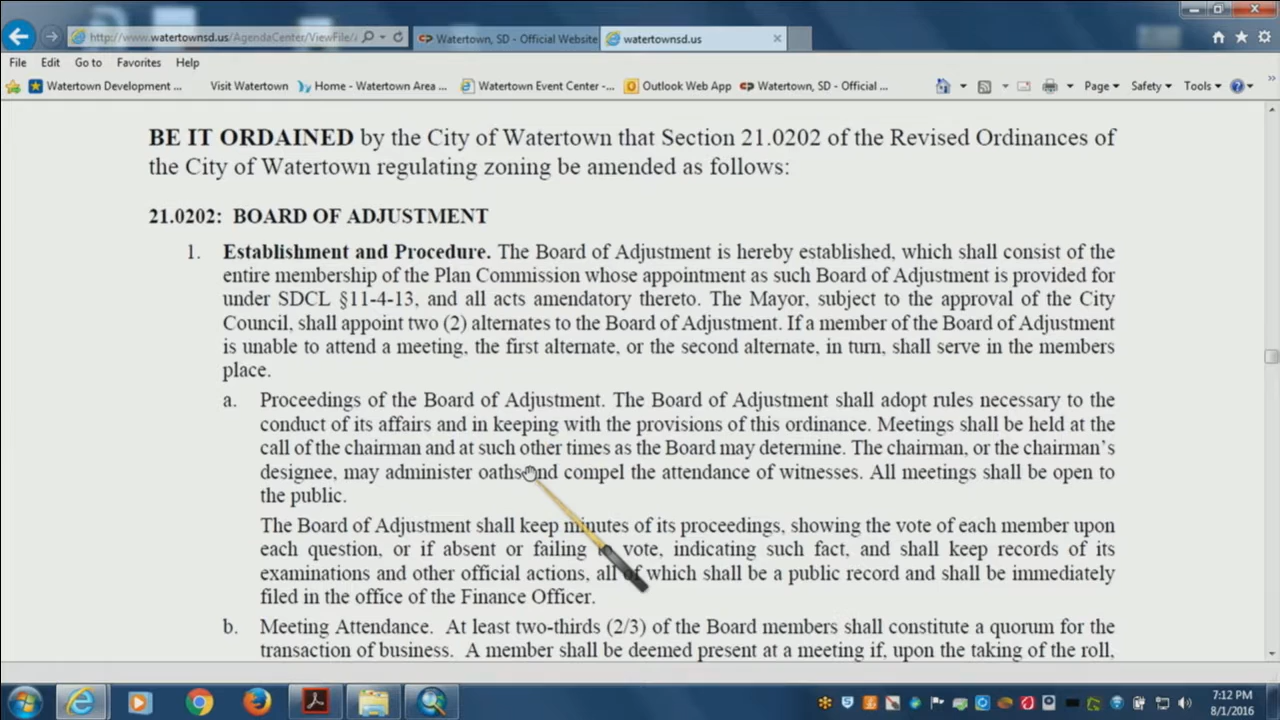 http://www.watertownsd.us/AgendaCenter/ViewFile/
Watertown, SD - Official Website
watertownsd.us
File Edit Go to Favorites Help
Watertown Development ... Visit Watertown Home - Watertown Area ... Watertown Event Center -... Outlook Web App Watertown, SD - Official ... Page Safety Tools
BE IT ORDAINED by the City of Watertown that Section 21.0202 of the Revised Ordinances of
the City of Watertown regulating zoning be amended as follows:
21.0202: BOARD OF ADJUSTMENT
1. Establishment and Procedure. The Board of Adjustment is hereby established, which shall consist of the
entire membership of the Plan Commission whose appointment as such Board of Adjustment is provided for
under SDCL §11-4-13, and all acts amendatory thereto. The Mayor, subject to the approval of the City
Council, shall appoint two (2) alternates to the Board of Adjustment. If a member of the Board of Adjustment
is unable to attend a meeting, the first alternate, or the second alternate, in turn, shall serve in the members
place.
a. Proceedings of the Board of Adjustment. The Board of Adjustment shall adopt rules necessary to the
conduct of its affairs and in keeping with the provisions of this ordinance. Meetings shall be held at the
call of the chairman and at such other times as the Board may determine. The chairman, or the chairman's
designee, may administer oaths and compel the attendance of witnesses. All meetings shall be open to
the public.
The Board of Adjustment shall keep minutes of its proceedings, showing the vote of each member upon
each question, or if absent or failing to vote, indicating such fact, and shall keep records of its
examinations and other official actions, all of which shall be a public record and shall be immediately
filed in the office of the Finance Officer.
b. Meeting Attendance. At least two-thirds (2/3) of the Board members shall constitute a quorum for the
transaction of business. A member shall be deemed present at a meeting if, upon the taking of the roll,
7:12 PM
8/1/2016